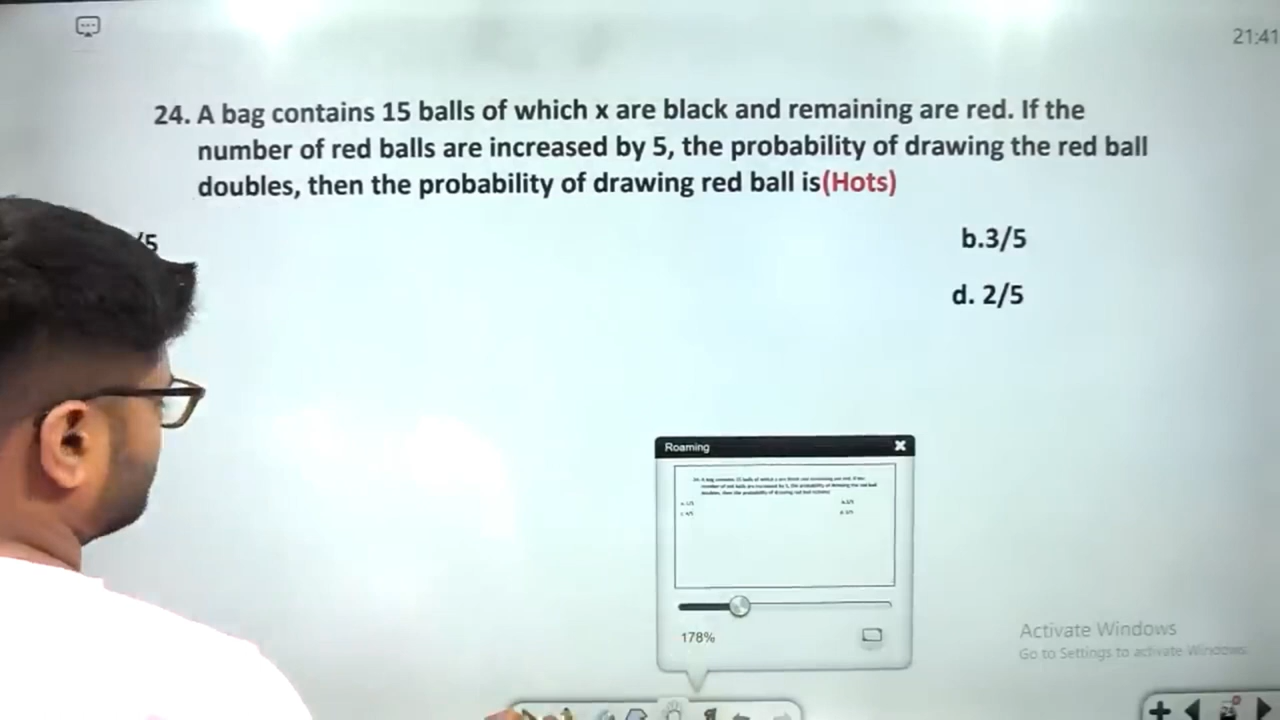 21:41
24. A bag contains 15 balls of which x are black and remaining are red. If the
number of red balls are increased by 5, the probability of drawing the red ball
doubles, then the probability of drawing red ball is(Hots)
/5
b.3/5
d. 2/5
Roaming
178%
Activate Windows
Go to Settings to activate Windows.